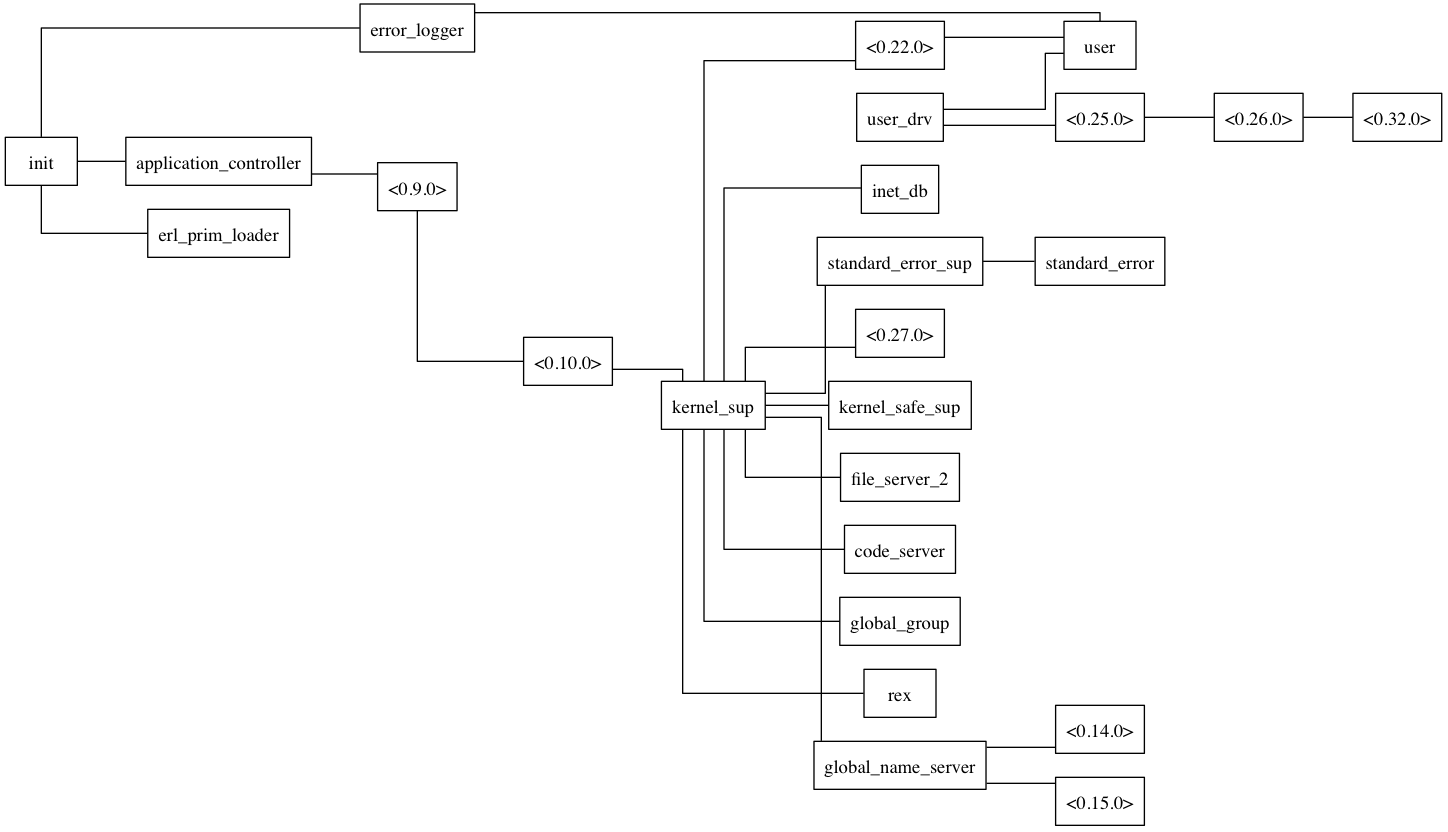 error_logger
<0.22.0>
user
user_drv
<0.25.0>
<0.26.0>
<0.32.0>
init
application_controller
<0.9.0>
inet_db
erl_prim_loader
standard_error_sup
standard_error
<0.27.0>
<0.10.0>
kernel_sup
kernel_safe_sup
file_server_2
code_server
global_group
rex
<0.14.0>
global_name_server
<0.15.0>